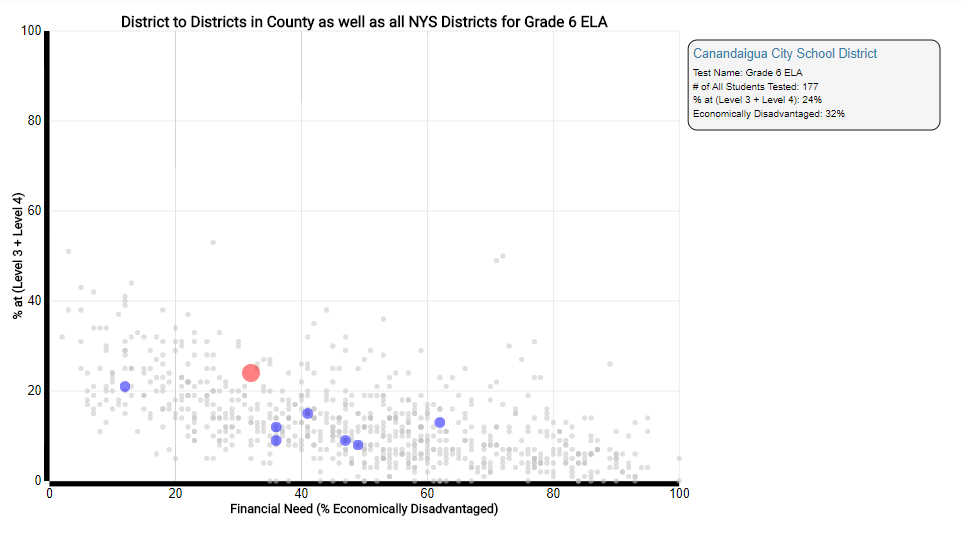 District to Districts in County as well as all NYS Districts for Grade 6 ELA
Canandaigua City School District
Test Name: Grade 6 ELA
# of All Students Tested: 177
% at (Level 3 + Level 4): 24%
Economically Disadvantaged: 32%
% at (Level 3 + Level 4)
100
80
60
40
20
0
0 20 40 60 80 100
Financial Need (% Economically Disadvantaged)